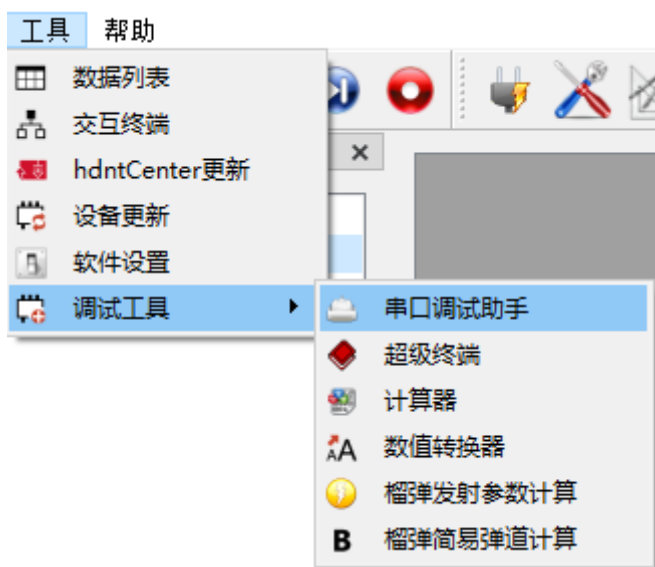 工具 帮助
数据列表
交互终端
hdntCenter更新
设备更新
软件设置
调试工具
串口调试助手
超级终端
计算器
数值转换器
榴弹发射参数计算
榴弹简易弹道计算